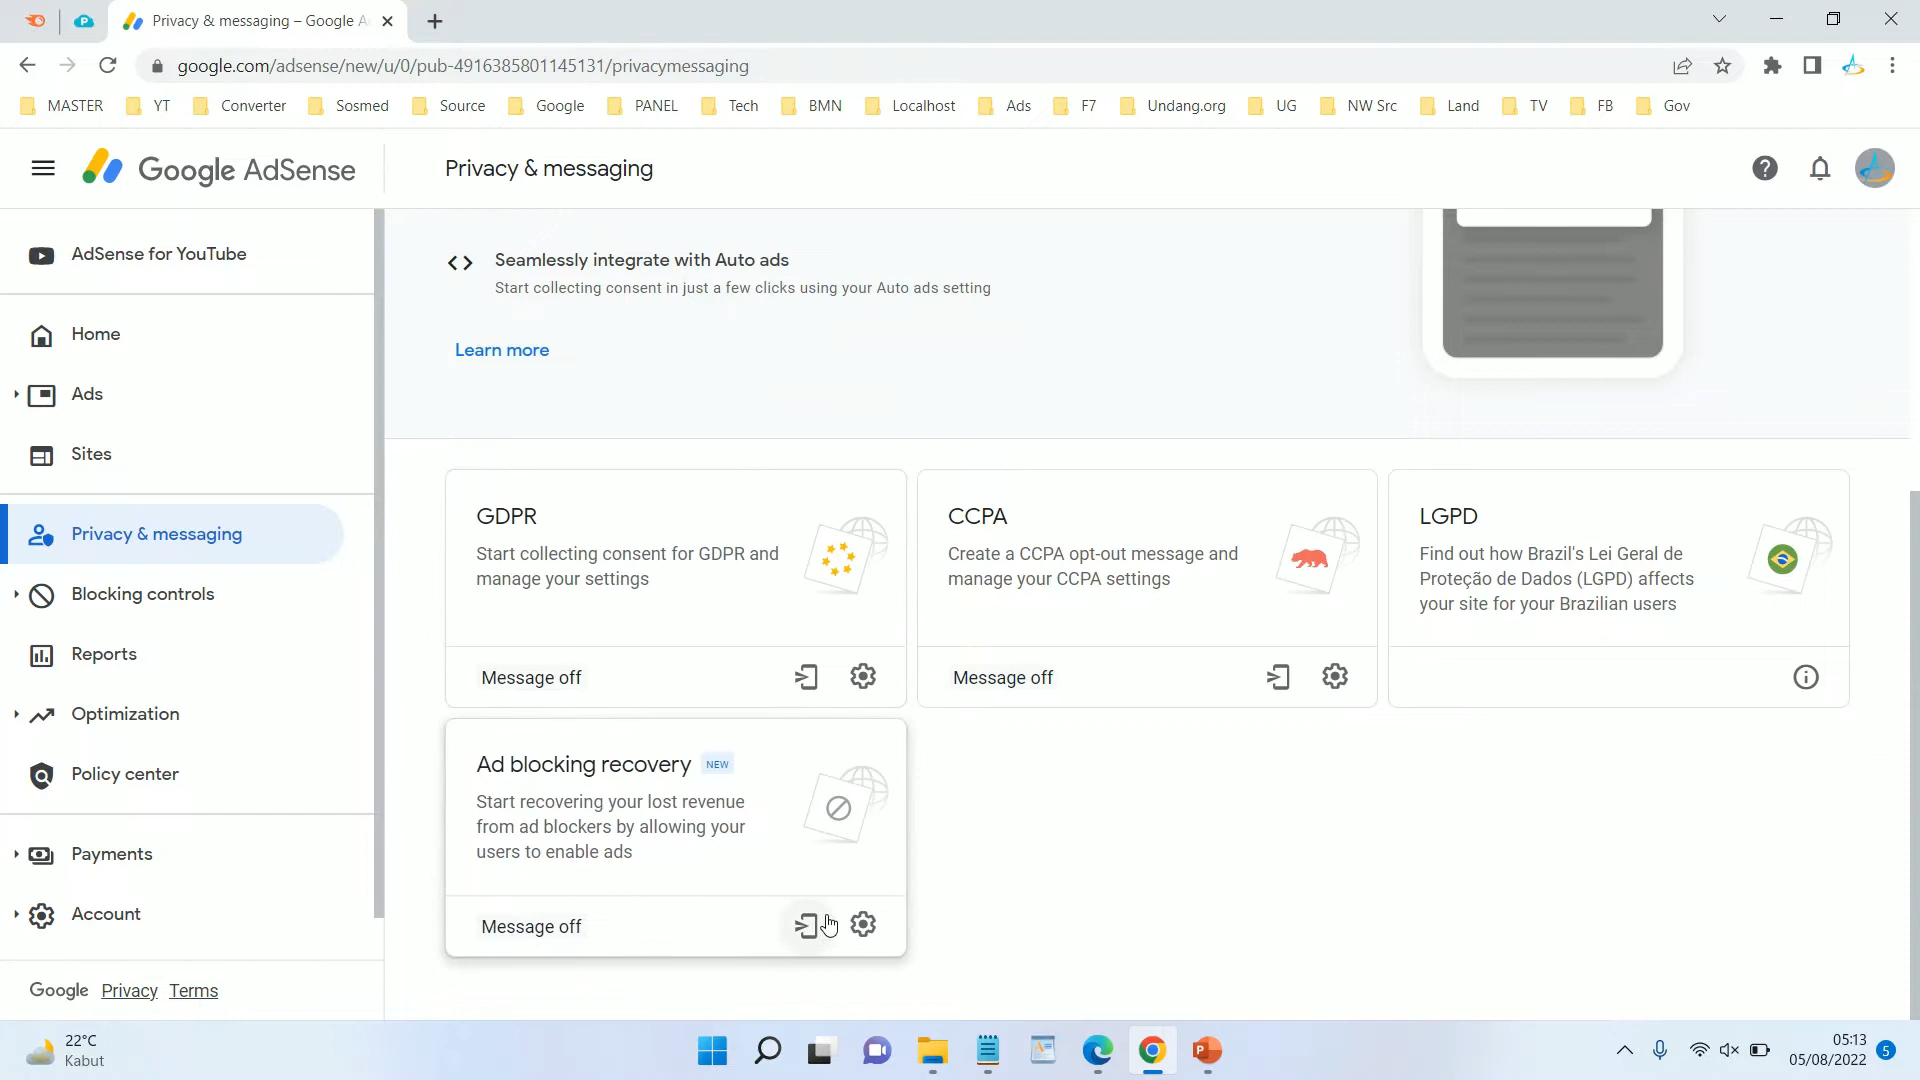 Privacy & messaging – Google A
google.com/adsense/new/u/0/pub-4916385801145131/privacymessaging
MASTER YT Converter Sosmed Source Google PANEL Tech BMN Localhost Ads F7 Undang.org UG NW Src Land TV FB Gov
Google AdSense
Privacy & messaging
AdSense for YouTube
Home
Ads
Sites
Privacy & messaging
Blocking controls
Reports
Optimization
Policy center
Payments
Account
Google Privacy Terms
Seamlessly integrate with Auto ads
Start collecting consent in just a few clicks using your Auto ads setting
Learn more
GDPR
Start collecting consent for GDPR and
manage your settings
Message off
CCPA
Create a CCPA opt-out message and
manage your CCPA settings
Message off
LGPD
Find out how Brazil's Lei Geral de
Proteção de Dados (LGPD) affects
your site for your Brazilian users
Ad blocking recovery NEW
Start recovering your lost revenue
from ad blockers by allowing your
users to enable ads
Message off
22°C
Kabut
05:13
05/08/2022
5